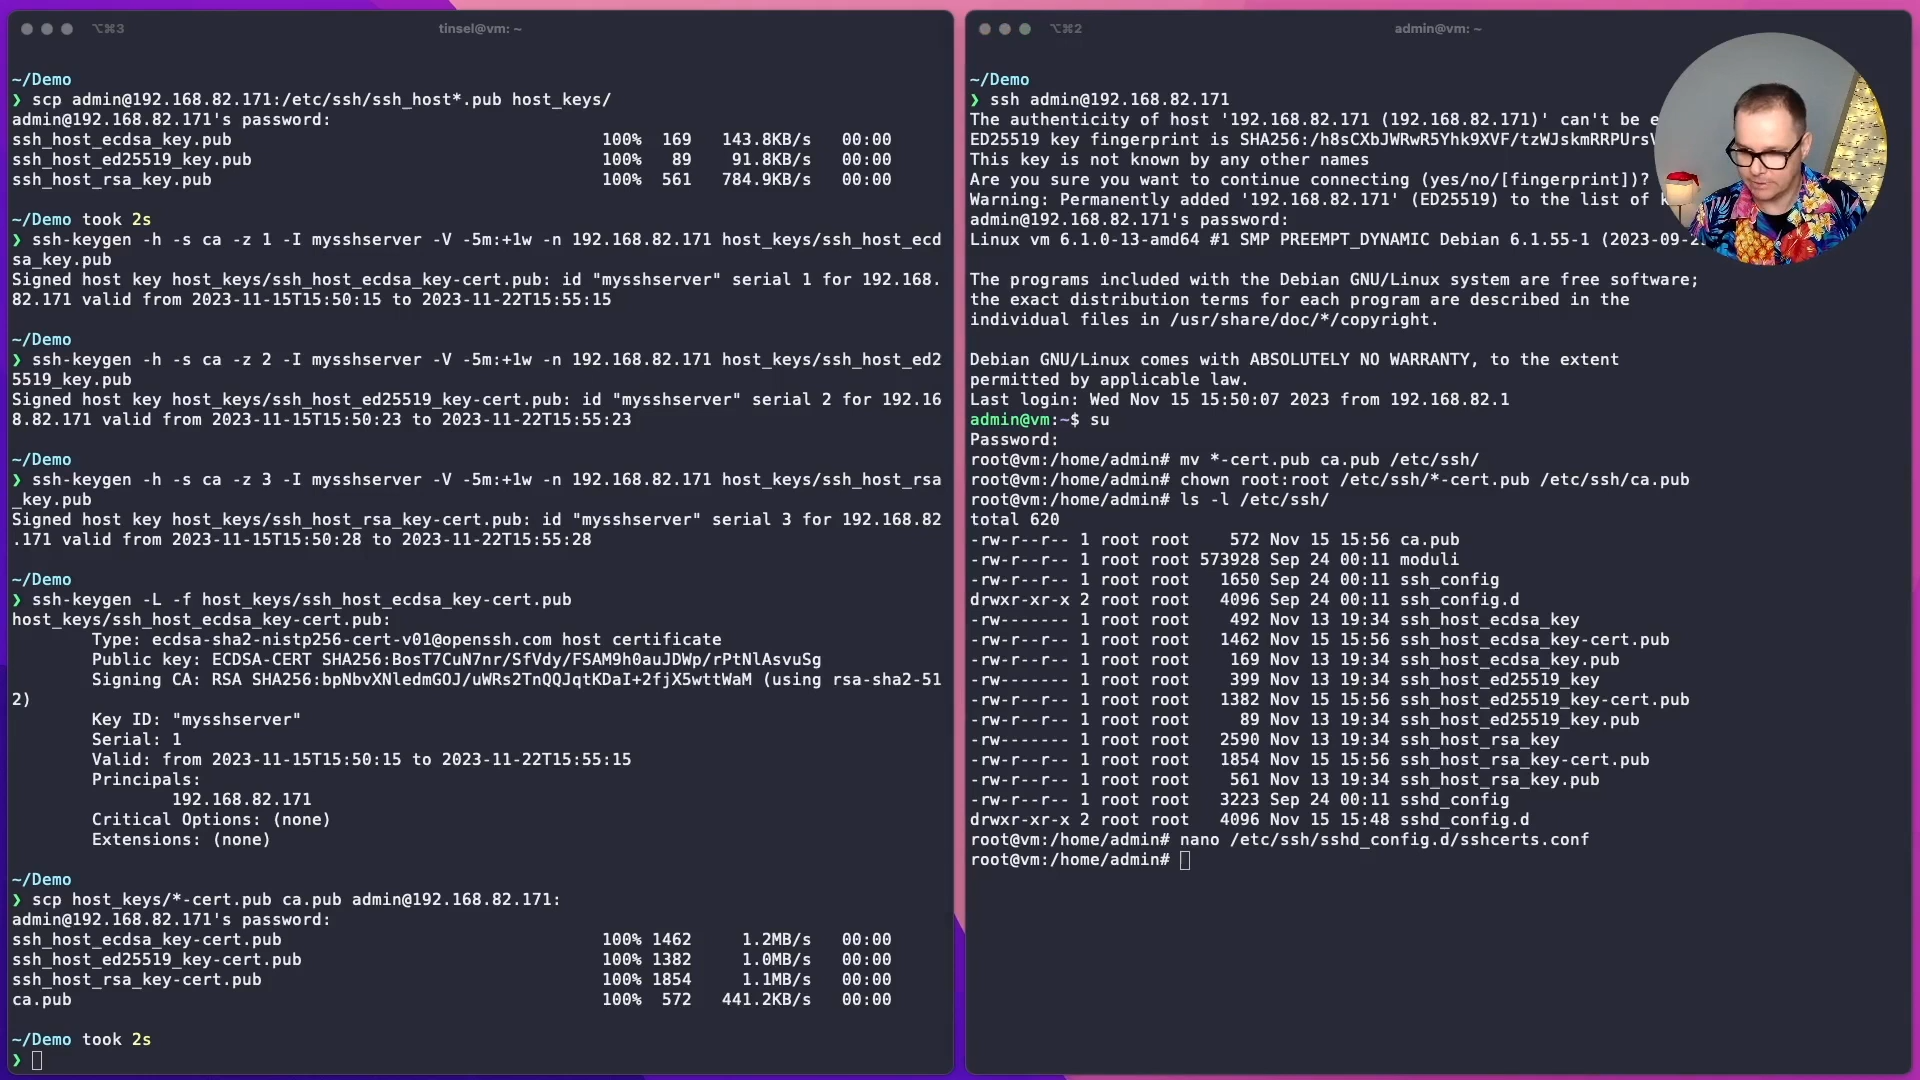 ⌥⌘3
tinsel@vm: ~
~/Demo
❯ scp admin@192.168.82.171:/etc/ssh/ssh_host*.pub host_keys/
admin@192.168.82.171's password:
ssh_host_ecdsa_key.pub 100% 169 143.8KB/s 00:00
ssh_host_ed25519_key.pub 100% 89 91.8KB/s 00:00
ssh_host_rsa_key.pub 100% 561 784.9KB/s 00:00
~/Demo took 2s
❯ ssh-keygen -h -s ca -z 1 -I mysshserver -V -5m:+1w -n 192.168.82.171 host_keys/ssh_host_ecd
sa_key.pub
Signed host key host_keys/ssh_host_ecdsa_key-cert.pub: id "mysshserver" serial 1 for 192.168.
82.171 valid from 2023-11-15T15:50:15 to 2023-11-22T15:55:15
~/Demo
❯ ssh-keygen -h -s ca -z 2 -I mysshserver -V -5m:+1w -n 192.168.82.171 host_keys/ssh_host_ed2
5519_key.pub
Signed host key host_keys/ssh_host_ed25519_key-cert.pub: id "mysshserver" serial 2 for 192.16
8.82.171 valid from 2023-11-15T15:50:23 to 2023-11-22T15:55:23
~/Demo
❯ ssh-keygen -h -s ca -z 3 -I mysshserver -V -5m:+1w -n 192.168.82.171 host_keys/ssh_host_rsa
_key.pub
Signed host key host_keys/ssh_host_rsa_key-cert.pub: id "mysshserver" serial 3 for 192.168.82
.171 valid from 2023-11-15T15:50:28 to 2023-11-22T15:55:28
~/Demo
❯ ssh-keygen -L -f host_keys/ssh_host_ecdsa_key-cert.pub
host_keys/ssh_host_ecdsa_key-cert.pub:
Type: ecdsa-sha2-nistp256-cert-v01@openssh.com host certificate
Public key: ECDSA-CERT SHA256:BosT7CuN7nr/SfVdy/FSAM9h0auJDWp/rPtNlAsvuSg
Signing CA: RSA SHA256:bpNbvXNledmGOJ/uWRs2TnQQJqtKDaI+2fjX5wttWaM (using rsa-sha2-51
2)
Key ID: "mysshserver"
Serial: 1
Valid: from 2023-11-15T15:50:15 to 2023-11-22T15:55:15
Principals:
192.168.82.171
Critical Options: (none)
Extensions: (none)
~/Demo
❯ scp host_keys/*-cert.pub ca.pub admin@192.168.82.171:
admin@192.168.82.171's password:
ssh_host_ecdsa_key-cert.pub 100% 1462 1.2MB/s 00:00
ssh_host_ed25519_key-cert.pub 100% 1382 1.0MB/s 00:00
ssh_host_rsa_key-cert.pub 100% 1854 1.1MB/s 00:00
ca.pub 100% 572 441.2KB/s 00:00
~/Demo took 2s
❯
⌥⌘2
admin@vm: ~
~/Demo
❯ ssh admin@192.168.82.171
The authenticity of host '192.168.82.171 (192.168.82.171)' can't be e
ED25519 key fingerprint is SHA256:/h8sCXbJWRwR5Yhk9XVF/tzWJskmRRPUrsV
This key is not known by any other names
Are you sure you want to continue connecting (yes/no/[fingerprint])?
Warning: Permanently added '192.168.82.171' (ED25519) to the list of k
admin@192.168.82.171's password:
Linux vm 6.1.0-13-amd64 #1 SMP PREEMPT_DYNAMIC Debian 6.1.55-1 (2023-09-2
The programs included with the Debian GNU/Linux system are free software;
the exact distribution terms for each program are described in the
individual files in /usr/share/doc/*/copyright.
Debian GNU/Linux comes with ABSOLUTELY NO WARRANTY, to the extent
permitted by applicable law.
Last login: Wed Nov 15 15:50:07 2023 from 192.168.82.1
admin@vm:~$ su
Password:
root@vm:/home/admin# mv *-cert.pub ca.pub /etc/ssh/
root@vm:/home/admin# chown root:root /etc/ssh/*-cert.pub /etc/ssh/ca.pub
root@vm:/home/admin# ls -l /etc/ssh/
total 620
-rw-r--r-- 1 root root 572 Nov 15 15:56 ca.pub
-rw-r--r-- 1 root root 573928 Sep 24 00:11 moduli
-rw-r--r-- 1 root root 1650 Sep 24 00:11 ssh_config
drwxr-xr-x 2 root root 4096 Sep 24 00:11 ssh_config.d
-rw------- 1 root root 492 Nov 13 19:34 ssh_host_ecdsa_key
-rw-r--r-- 1 root root 1462 Nov 15 15:56 ssh_host_ecdsa_key-cert.pub
-rw-r--r-- 1 root root 169 Nov 13 19:34 ssh_host_ecdsa_key.pub
-rw------- 1 root root 399 Nov 13 19:34 ssh_host_ed25519_key
-rw-r--r-- 1 root root 1382 Nov 15 15:56 ssh_host_ed25519_key-cert.pub
-rw-r--r-- 1 root root 89 Nov 13 19:34 ssh_host_ed25519_key.pub
-rw------- 1 root root 2590 Nov 13 19:34 ssh_host_rsa_key
-rw-r--r-- 1 root root 1854 Nov 15 15:56 ssh_host_rsa_key-cert.pub
-rw-r--r-- 1 root root 561 Nov 13 19:34 ssh_host_rsa_key.pub
-rw-r--r-- 1 root root 3223 Sep 24 00:11 sshd_config
drwxr-xr-x 2 root root 4096 Nov 15 15:48 sshd_config.d
root@vm:/home/admin# nano /etc/ssh/sshd_config.d/sshcerts.conf
root@vm:/home/admin#